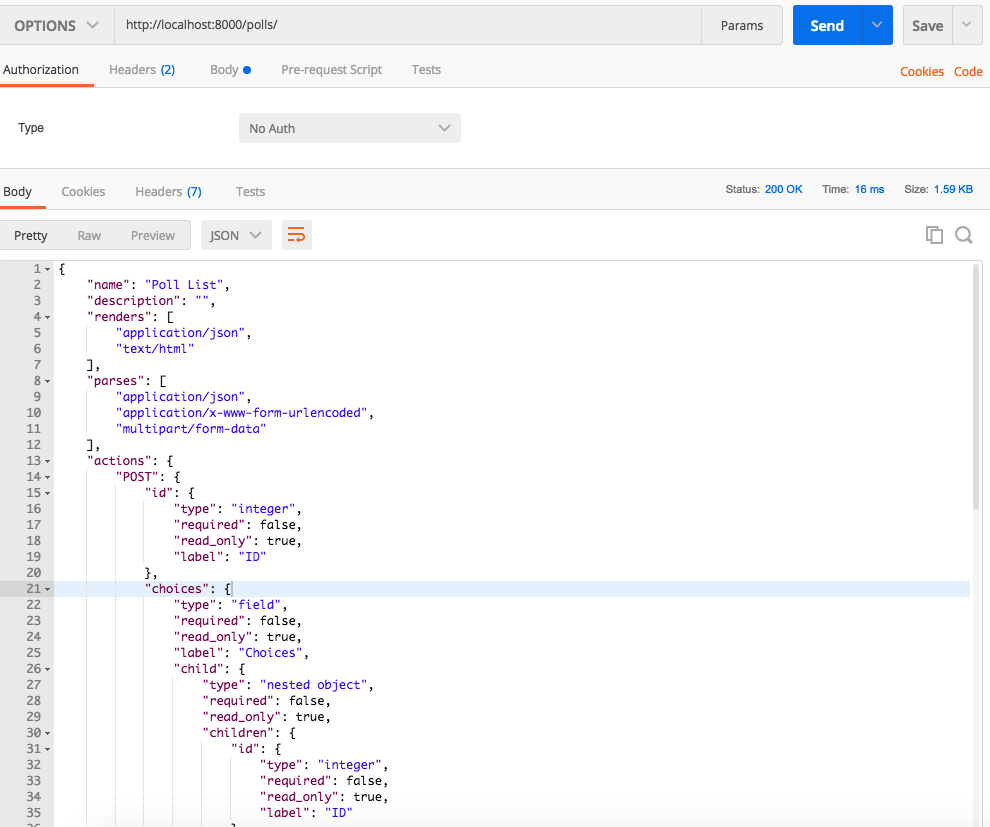 OPTIONS http://localhost:8000/polls/ Params Send Save
Authorization Headers (2) Body Pre-request Script Tests Cookies Code
Type No Auth
Body Cookies Headers (7) Tests Status: 200 OK Time: 16 ms Size: 1.59 KB
Pretty Raw Preview JSON
1 {
2 "name": "Poll List",
3 "description": "",
4 "renders": [
5 "application/json",
6 "text/html"
7 ],
8 "parses": [
9 "application/json",
10 "application/x-www-form-urlencoded",
11 "multipart/form-data"
12 ],
13 "actions": {
14 "POST": {
15 "id": {
16 "type": "integer",
17 "required": false,
18 "read_only": true,
19 "label": "ID"
20 },
21 "choices": {
22 "type": "field",
23 "required": false,
24 "read_only": true,
25 "label": "Choices",
26 "child": {
27 "type": "nested object",
28 "required": false,
29 "read_only": true,
30 "children": {
31 "id": {
32 "type": "integer",
33 "required": false,
34 "read_only": true,
35 "label": "ID"